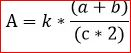 A = k * (a + b) / (c * 2)